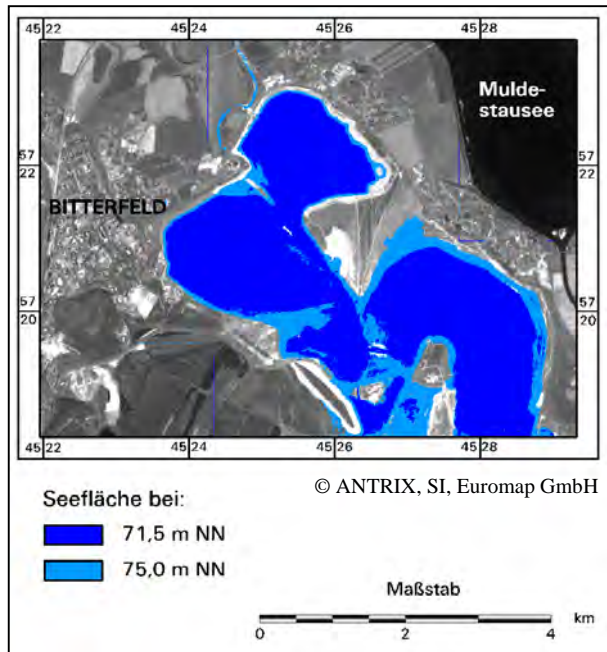 45 22 45 24 45 26 45 28
Mulde-
stausee
57
22
57
22
BITTERFELD
57
20
57
20
45 22 45 24 45 26 45 28
© ANTRIX, SI, Euromap GmbH
Seefläche bei:
71,5 m NN
75,0 m NN
Maßstab
km
0 2 4